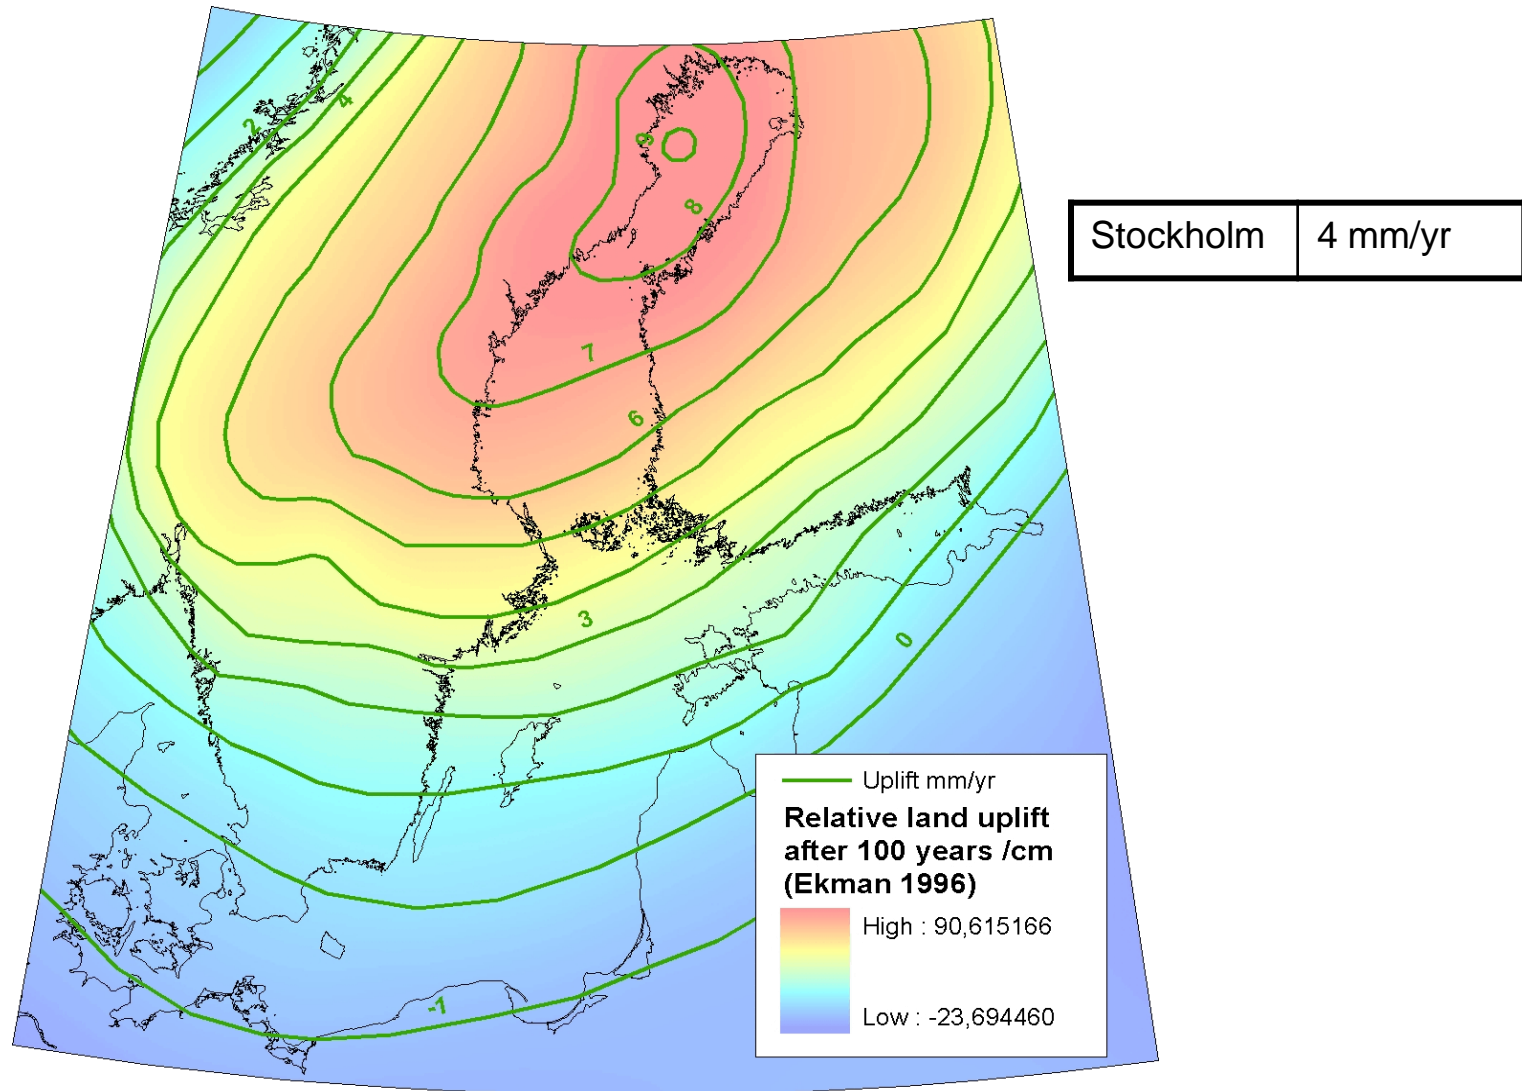 2
4
9
8
7
6
3
0
-1
Stockholm 4 mm/yr
Uplift mm/yr
Relative land uplift
after 100 years /cm
(Ekman 1996)
High : 90,615166
Low : -23,694460